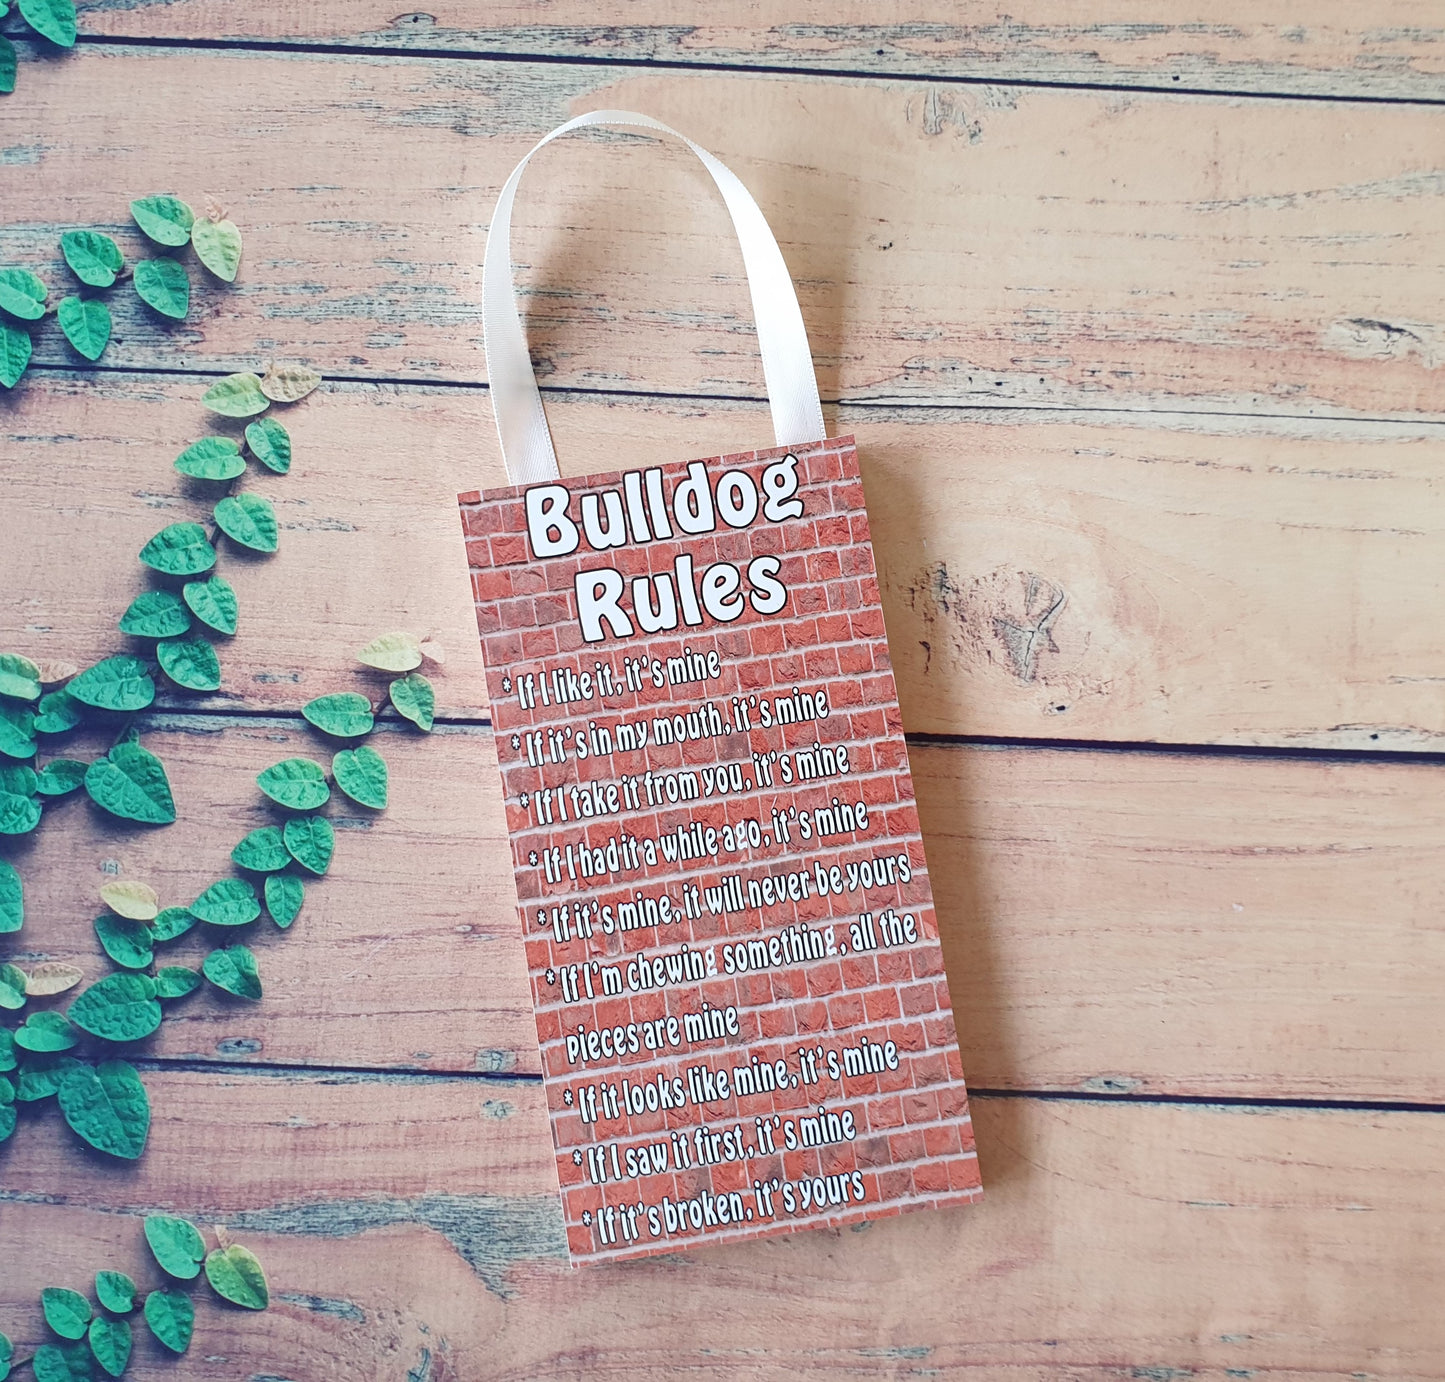 Bulldog
Rules
* If I like it, it's mine
* If it's in my mouth, it's mine
* If I take it from you, it's mine
* If I had it a while ago, it's mine
* If it's mine, it will never be yours
* If I'm chewing something, all the
pieces are mine
* If it looks like mine, it's mine
* If I saw it first, it's mine
* If it's broken, it's yours